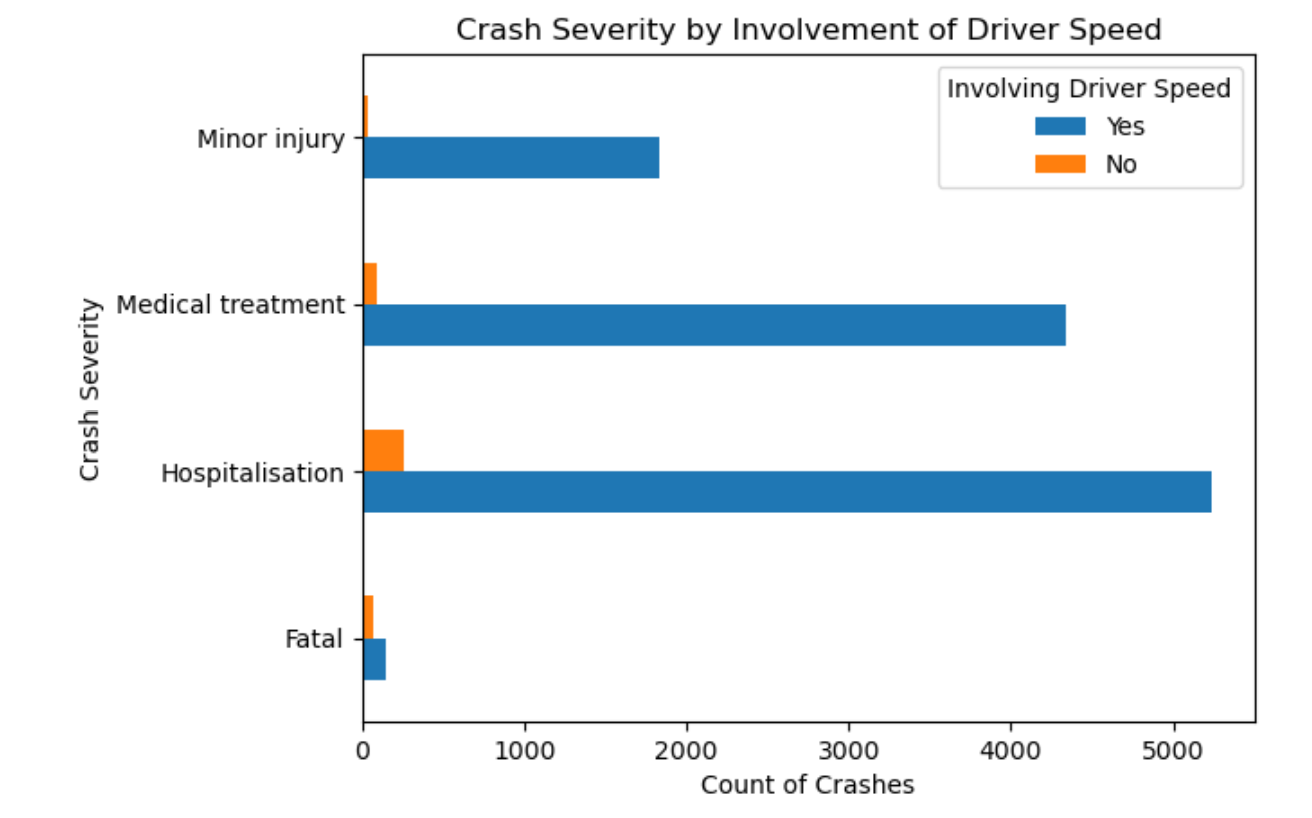 Crash Severity by Involvement of Driver Speed
Involving Driver Speed
Yes
No
Minor injury
Medical treatment
Hospitalisation
Fatal
Crash Severity
0 1000 2000 3000 4000 5000
Count of Crashes